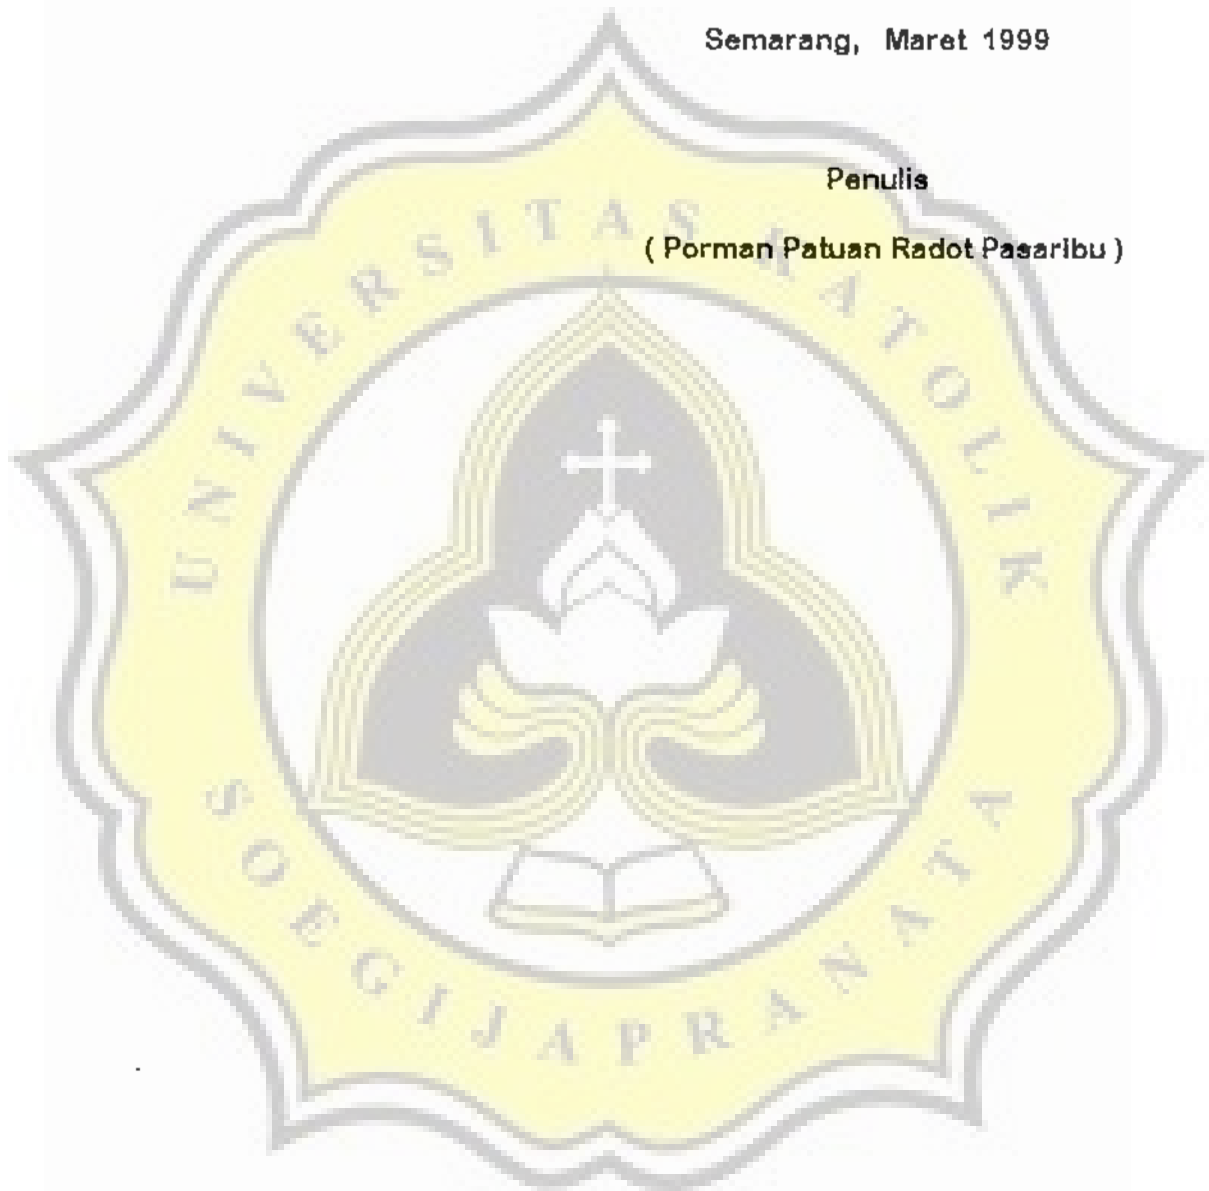 Semarang, Maret 1999
Penulis
( Porman Patuan Radot Pasaribu )
UNIVERSITAS KATOLIK
SOEGIJAPRANATA